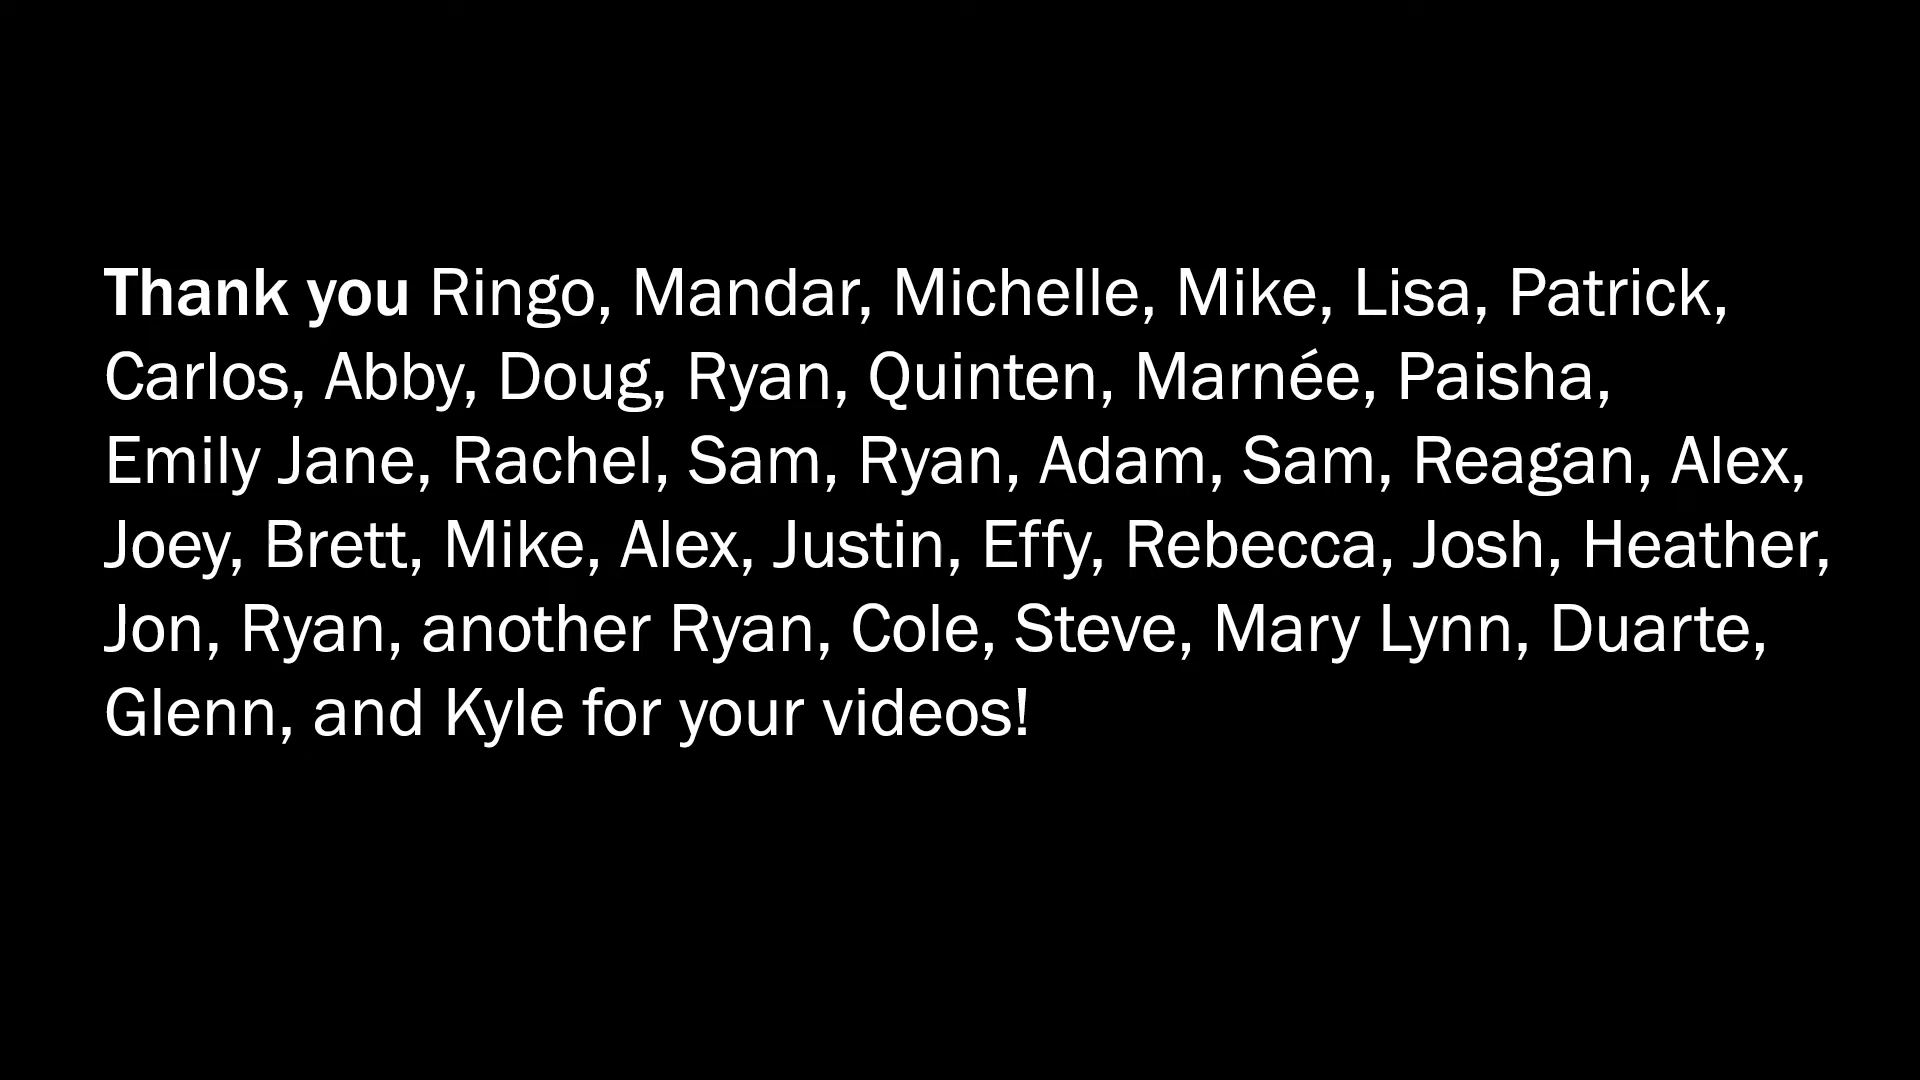 Thank you Ringo, Mandar, Michelle, Mike, Lisa, Patrick,
Carlos, Abby, Doug, Ryan, Quinten, Marnée, Paisha,
Emily Jane, Rachel, Sam, Ryan, Adam, Sam, Reagan, Alex,
Joey, Brett, Mike, Alex, Justin, Effy, Rebecca, Josh, Heather,
Jon, Ryan, another Ryan, Cole, Steve, Mary Lynn, Duarte,
Glenn, and Kyle for your videos!